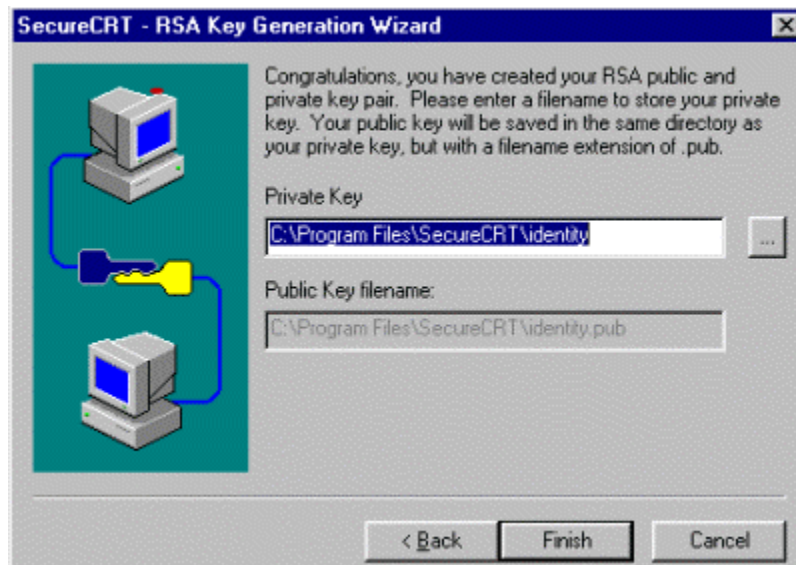 SecureCRT - RSA Key Generation Wizard
Congratulations, you have created your RSA public and
private key pair. Please enter a filename to store your private
key. Your public key will be saved in the same directory as
your private key, but with a filename extension of .pub.
Private Key
C:\Program Files\SecureCRT\identity
...
Public Key filename:
C:\Program Files\SecureCRT\identity.pub
< Back Finish Cancel